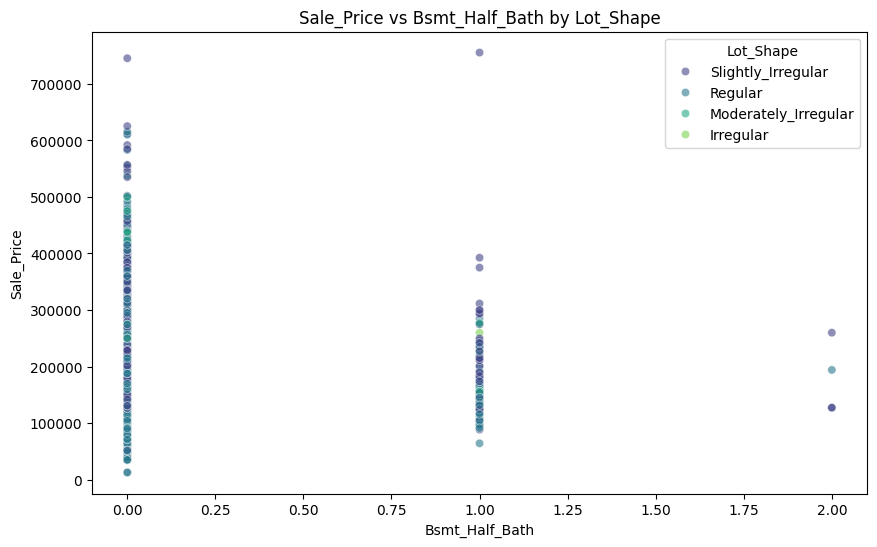 Sale_Price vs Bsmt_Half_Bath by Lot_Shape
Lot_Shape
Slightly_Irregular
Regular
Moderately_Irregular
Irregular
Sale_Price
700000
600000
500000
400000
300000
200000
100000
0
0.00 0.25 0.50 0.75 1.00 1.25 1.50 1.75 2.00
Bsmt_Half_Bath